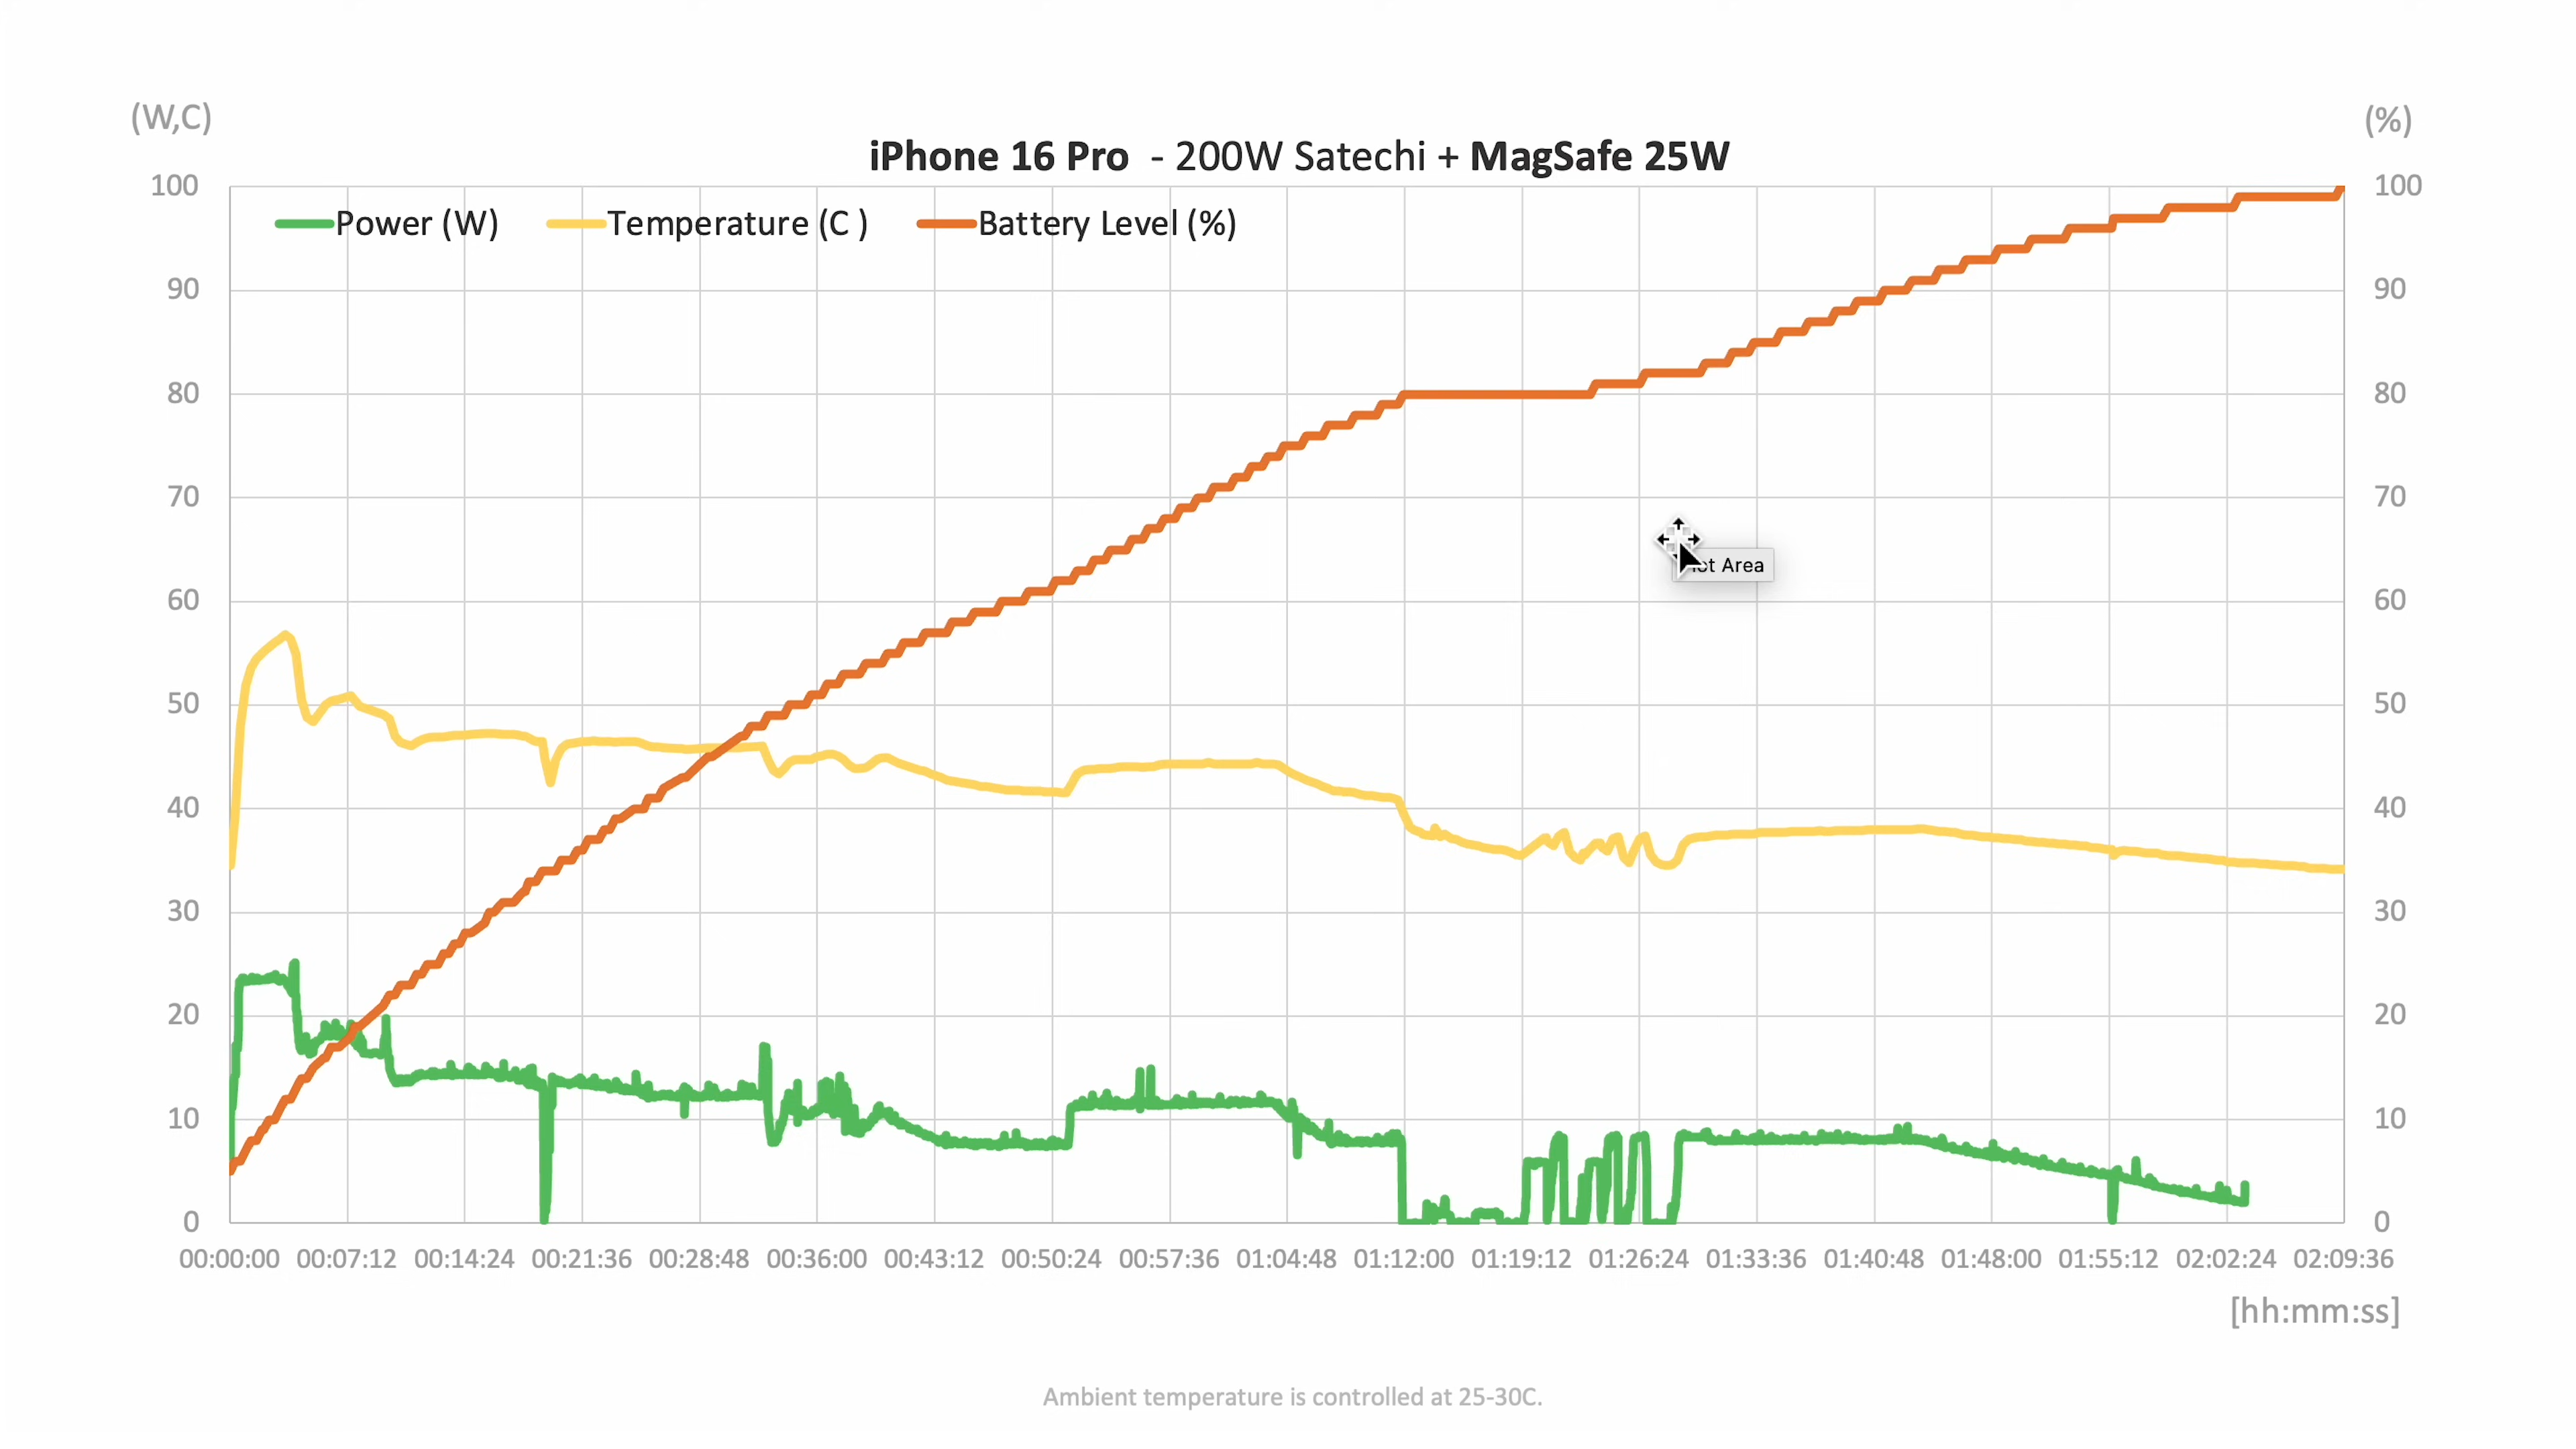 (W,C)
(%)
iPhone 16 Pro - 200W Satechi + MagSafe 25W
Power (W) Temperature (C ) Battery Level (%)
100 100
90 90
80 80
70 70
60 60
50 50
40 40
30 30
20 20
10 10
0 0
Area
00:00:00 00:07:12 00:14:24 00:21:36 00:28:48 00:36:00 00:43:12 00:50:24 00:57:36 01:04:48 01:12:00 01:19:12 01:26:24 01:33:36 01:40:48 01:48:00 01:55:12 02:02:24 02:09:36
[hh:mm:ss]
Ambient temperature is controlled at 25-30C.